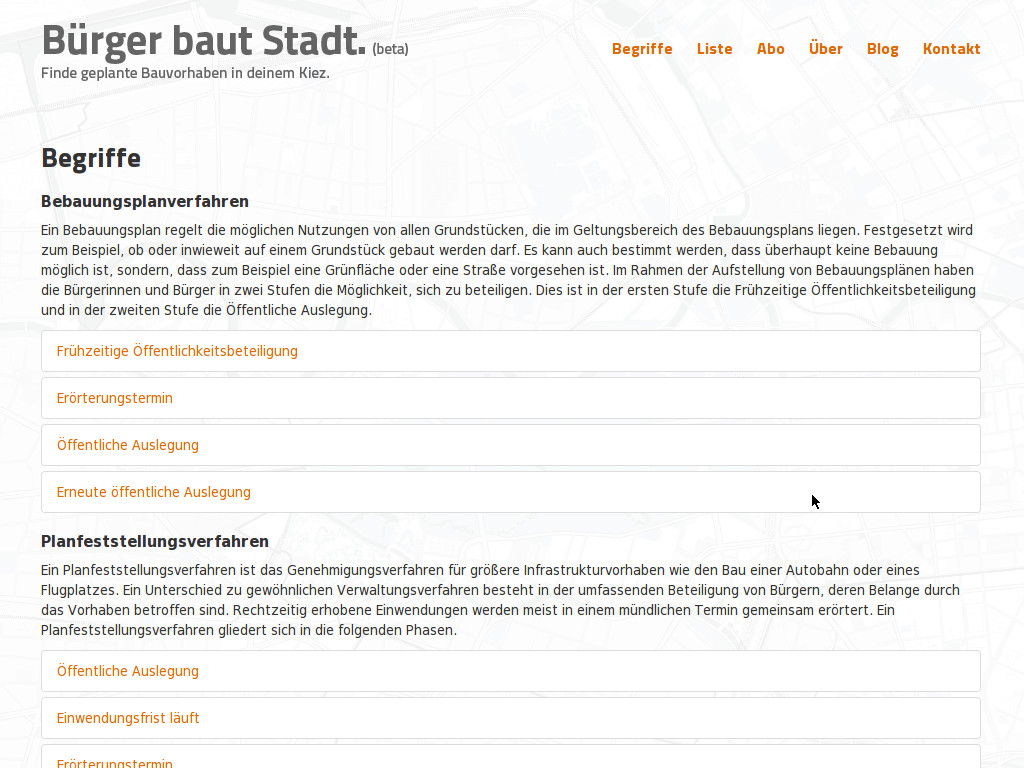 Bürger baut Stadt. (beta)
Finde geplante Bauvorhaben in deinem Kiez.
Begriffe Liste Abo Über Blog Kontakt
Begriffe
Bebauungsplanverfahren
Ein Bebauungsplan regelt die möglichen Nutzungen von allen Grundstücken, die im Geltungsbereich des Bebauungsplans liegen. Festgesetzt wird
zum Beispiel, ob oder inwieweit auf einem Grundstück gebaut werden darf. Es kann auch bestimmt werden, dass überhaupt keine Bebauung
möglich ist, sondern, dass zum Beispiel eine Grünfläche oder eine Straße vorgesehen ist. Im Rahmen der Aufstellung von Bebauungsplänen haben
die Bürgerinnen und Bürger in zwei Stufen die Möglichkeit, sich zu beteiligen. Dies ist in der ersten Stufe die Frühzeitige Öffentlichkeitsbeteiligung
und in der zweiten Stufe die Öffentliche Auslegung.
Frühzeitige Öffentlichkeitsbeteiligung
Erörterungstermin
Öffentliche Auslegung
Erneute öffentliche Auslegung
Planfeststellungsverfahren
Ein Planfeststellungsverfahren ist das Genehmigungsverfahren für größere Infrastrukturvorhaben wie den Bau einer Autobahn oder eines
Flugplatzes. Ein Unterschied zu gewöhnlichen Verwaltungsverfahren besteht in der umfassenden Beteiligung von Bürgern, deren Belange durch
das Vorhaben betroffen sind. Rechtzeitig erhobene Einwendungen werden meist in einem mündlichen Termin gemeinsam erörtert. Ein
Planfeststellungsverfahren gliedert sich in die folgenden Phasen.
Öffentliche Auslegung
Einwendungsfrist läuft
Erörterungstermin